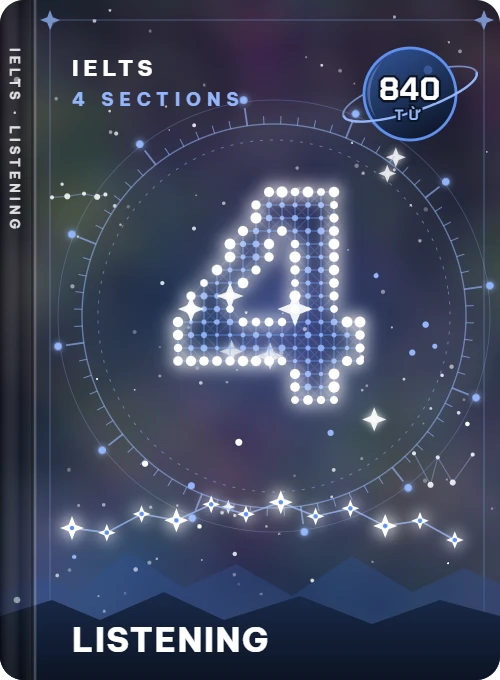 IELTS · LISTENING
IELTS
4 SECTIONS
840
TỪ
4
LISTENING